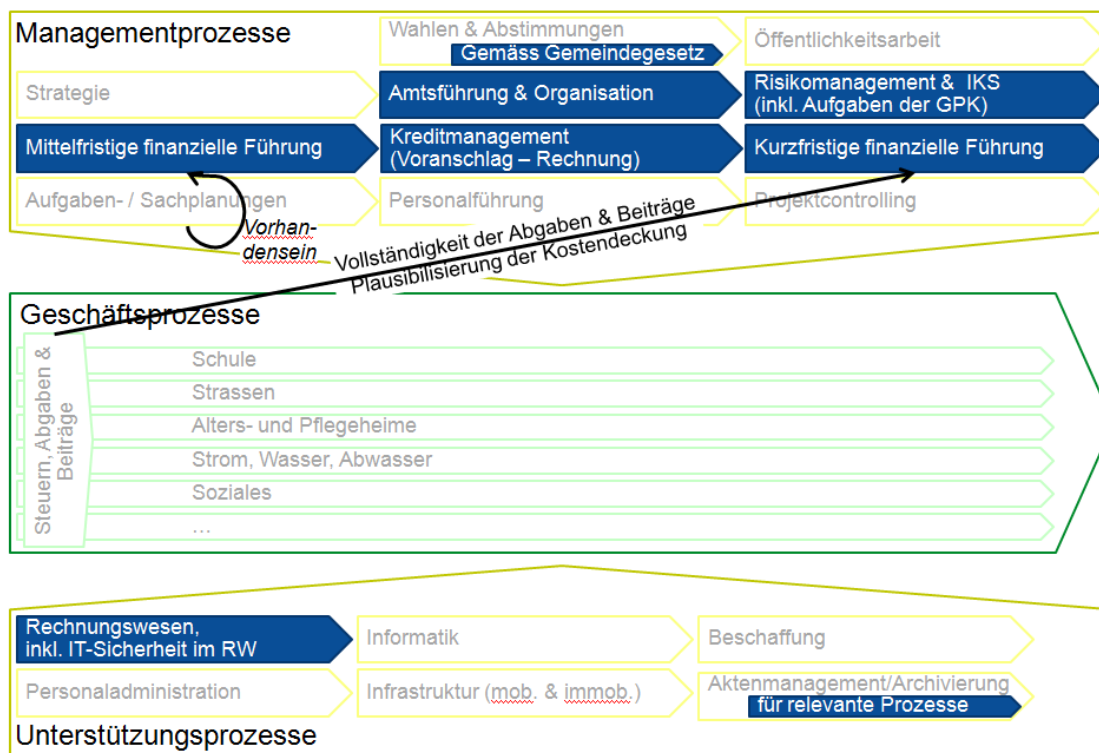 Managementprozesse
Wahlen & Abstimmungen
Gemäss Gemeindegesetz
Öffentlichkeitsarbeit
Strategie
Amtsführung & Organisation
Risikomanagement & IKS
(inkl. Aufgaben der GPK)
Mittelfristige finanzielle Führung
Kreditmanagement
(Voranschlag – Rechnung)
Kurzfristige finanzielle Führung
Aufgaben- / Sachplanungen
Personalführung
Projektcontrolling
Vorhan-
densein
Vollständigkeit der Abgaben & Beiträge
Plausibilisierung der Kostendeckung
Geschäftsprozesse
Steuern, Abgaben &
Beiträge
Schule
Strassen
Alters- und Pflegeheime
Strom, Wasser, Abwasser
Soziales
...
Rechnungswesen,
inkl. IT-Sicherheit im RW
Informatik
Beschaffung
Personaladministration
Infrastruktur (mob. & immob.)
Aktenmanagement/Archivierung
für relevante Prozesse
Unterstützungsprozesse